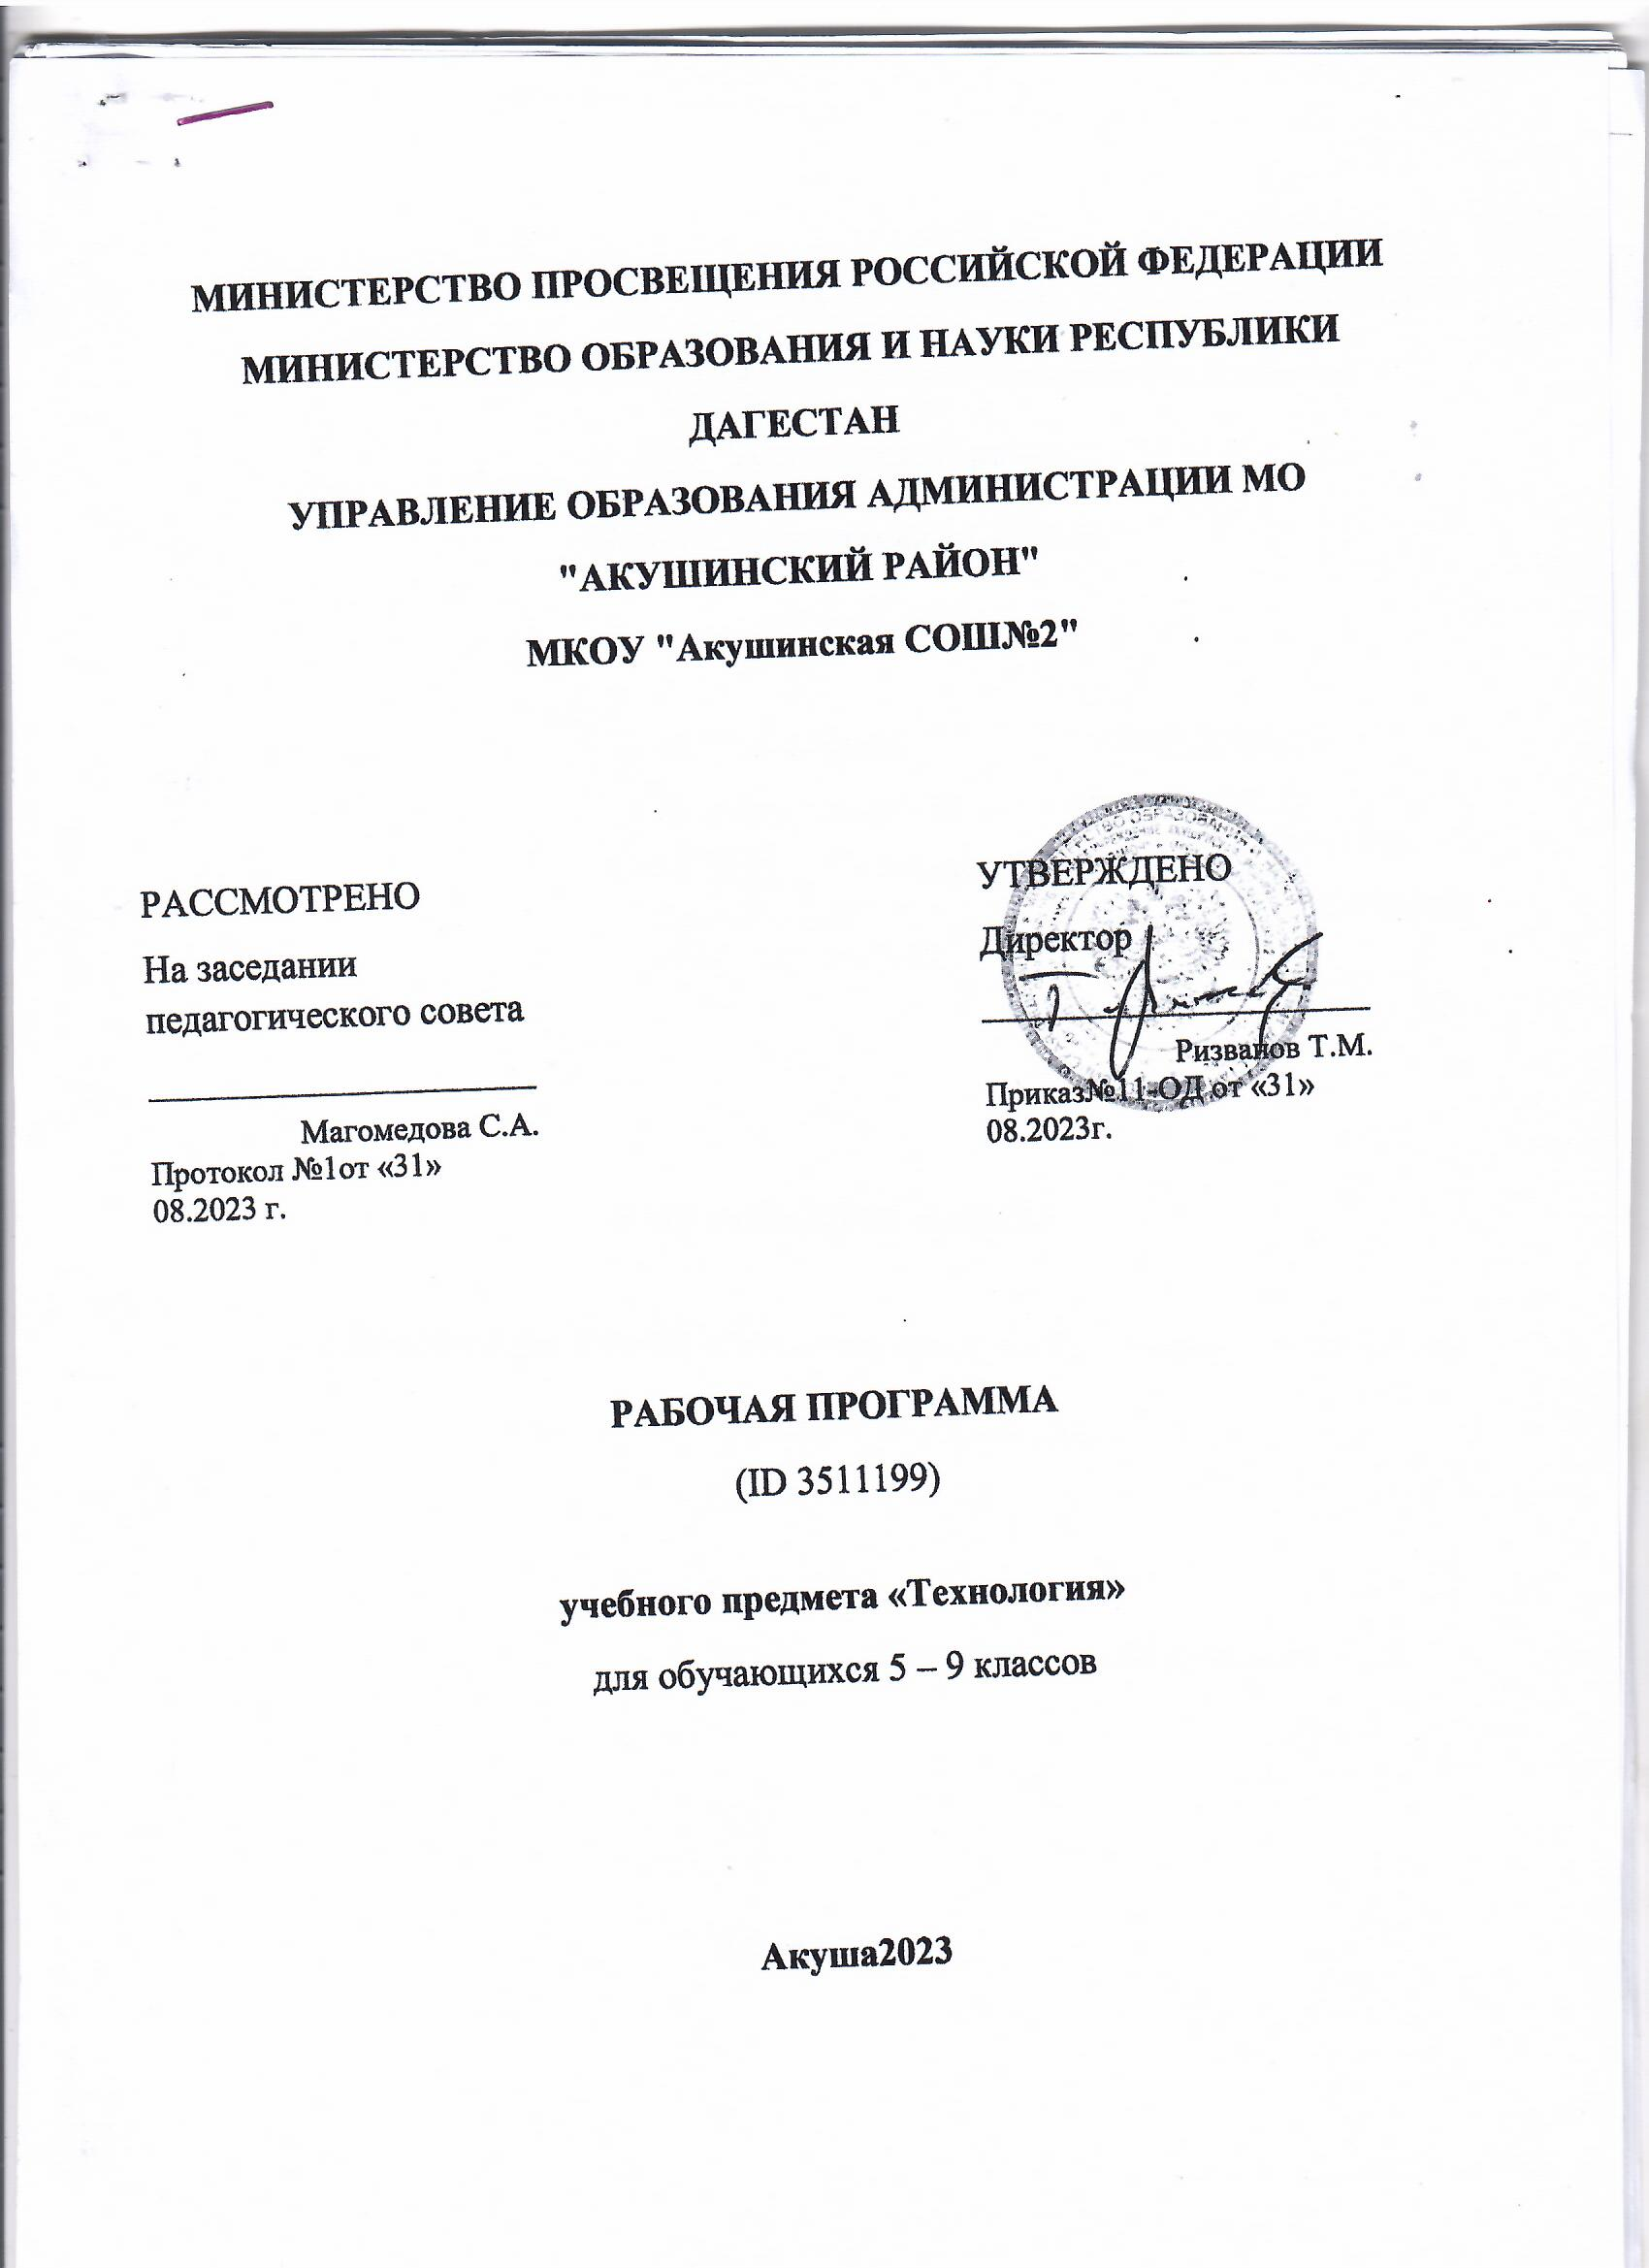 МИНИСТЕРСТВО ПРОСВЕЩЕНИЯ РОССИЙСКОЙ ФЕДЕРАЦИИ
МИНИСТЕРСТВО ОБРАЗОВАНИЯ И НАУКИ РЕСПУБЛИКИ
ДАГЕСТАН
УПРАВЛЕНИЕ ОБРАЗОВАНИЯ АДМИНИСТРАЦИИ МО
"АКУШИНСКИЙ РАЙОН"
МКОУ "Акушинская СОШ№2"
РАССМОТРЕНО
На заседании
педагогического совета
Магомедова С.А.
Протокол №1от «31»
08.2023 г.
УТВЕРЖДЕНО
Директор
Ризванов Т.М.
Приказ№11-ОД от «31»
08.2023г.
РАБОЧАЯ ПРОГРАММА
(ID 3511199)
учебного предмета «Технология»
для обучающихся 5 – 9 классов
Акуша2023